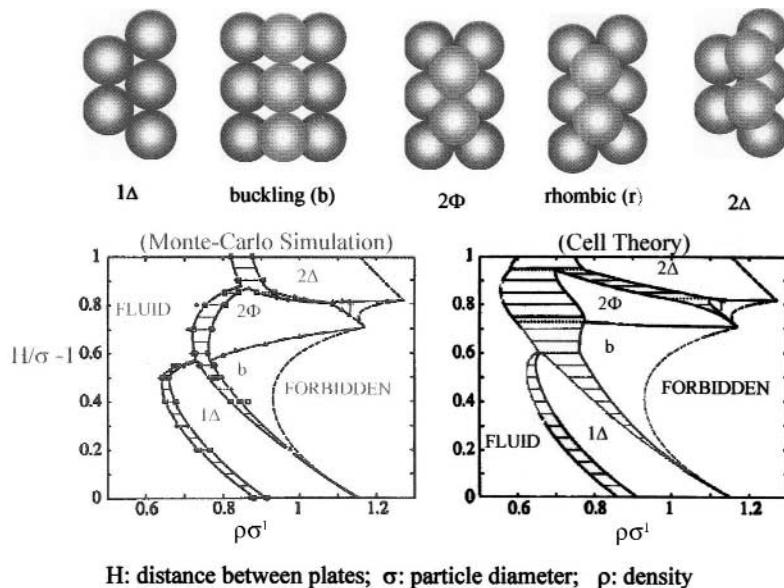 1Δ
buckling (b)
2Φ
rhombic (r)
2Δ
(Monte-Carlo Simulation)
(Cell Theory)
1
0.8
0.6
0.4
0.2
0
H/σ -1
FLUID
2Δ
2Φ
b
FORBIDDEN
1Δ
0.6
0.8
1
1.2
ρσ¹
1
0.8
0.6
0.4
0.2
0
2Δ
2Φ
b
FORBIDDEN
FLUID
1Δ
0.6
0.8
1
1.2
ρσ¹
H: distance between plates; σ: particle diameter; ρ: density